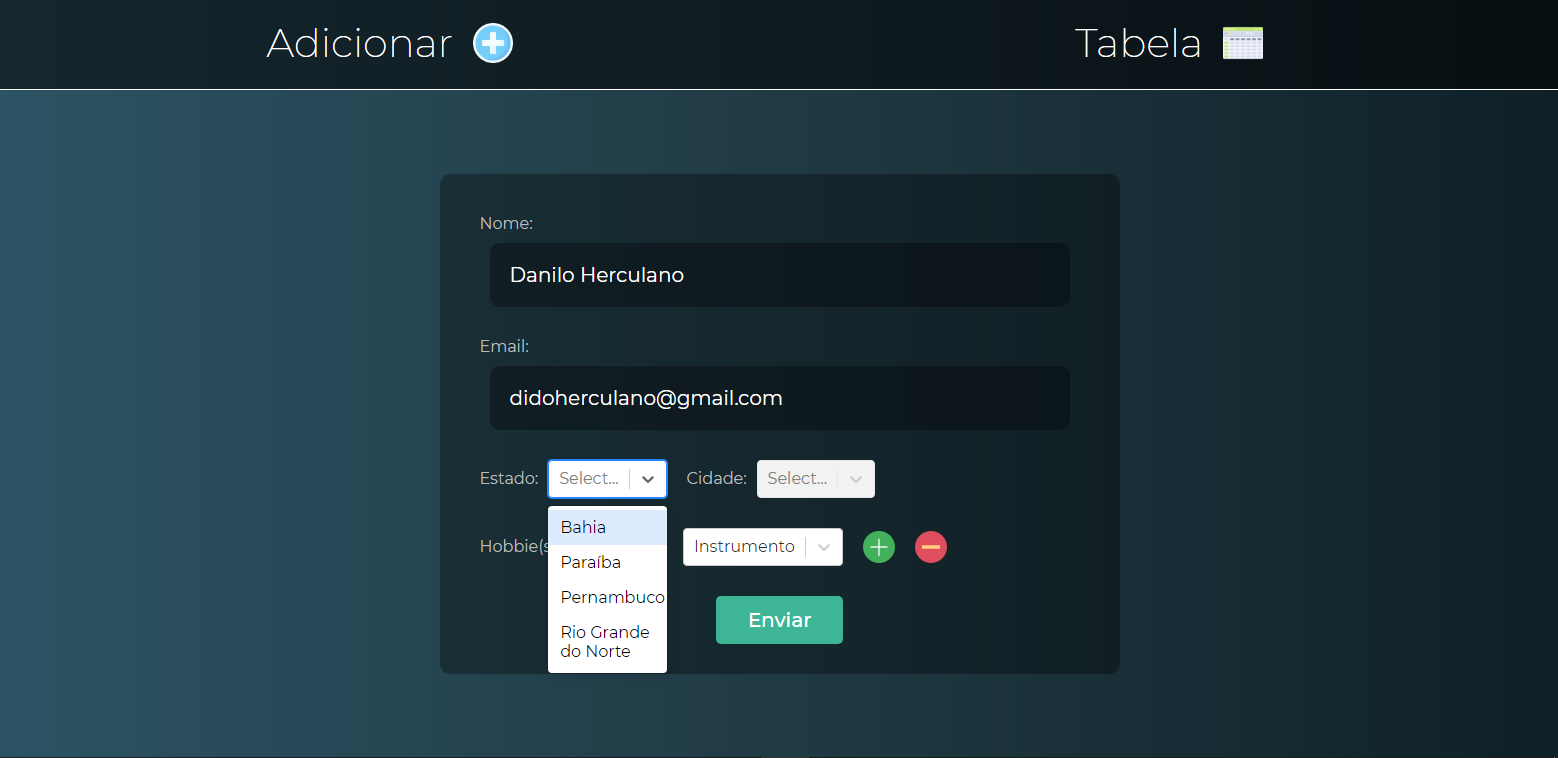 Adicionar
Tabela
Nome:
Danilo Herculano
Email:
didoherculano@gmail.com
Estado: Select... Cidade: Select...
Bahia
Hobbie(s Instrumento
Paraíba
Pernambuco
Rio Grande
do Norte
Enviar